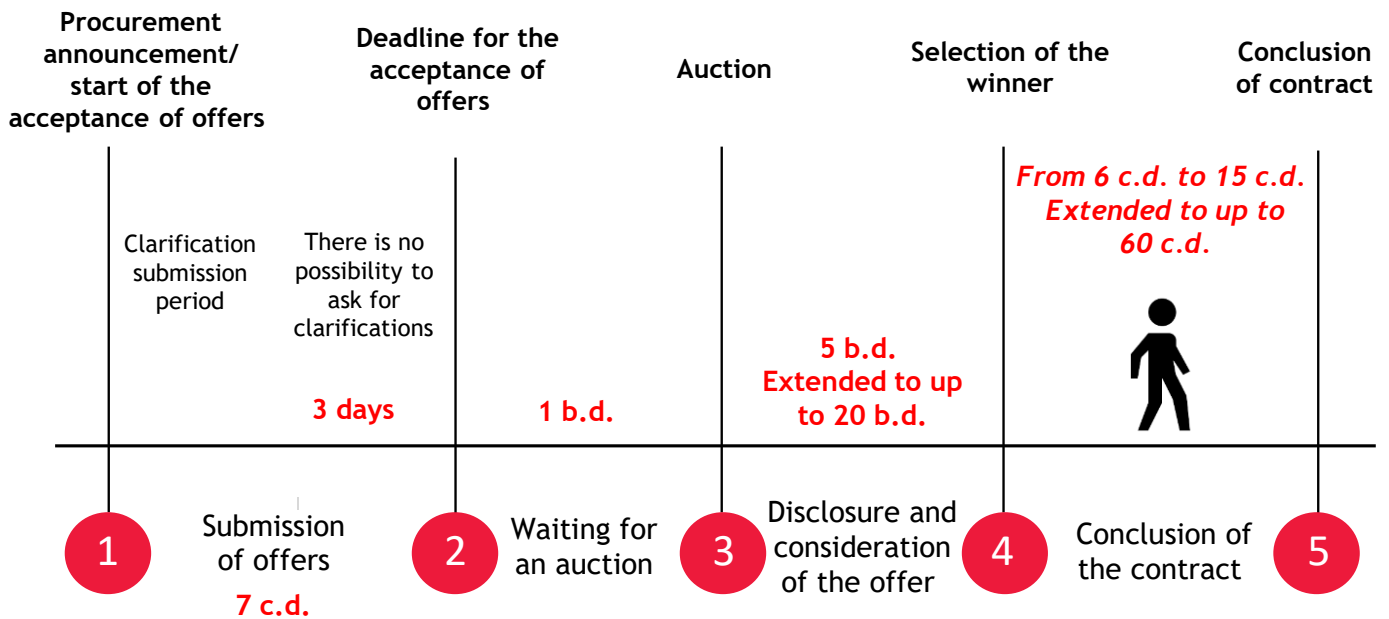 Procurement
announcement/
start of the
acceptance of offers
Deadline for the
acceptance of
offers
Auction
Selection of the
winner
Conclusion
of contract
Clarification
submission
period
There is no
possibility to
ask for
clarifications
3 days
1 b.d.
5 b.d.
Extended to up
to 20 b.d.
From 6 c.d. to 15 c.d.
Extended to up to
60 c.d.
1
Submission
of offers
7 c.d.
2
Waiting for
an auction
3
Disclosure and
consideration
of the offer
4
Conclusion of
the contract
5